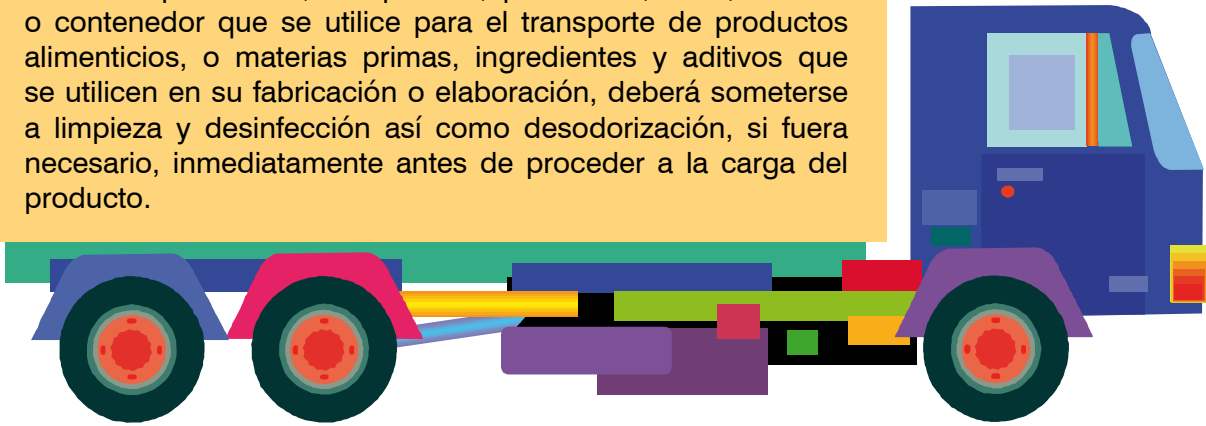 o contenedor que se utilice para el transporte de productos
alimenticios, o materias primas, ingredientes y aditivos que
se utilicen en su fabricación o elaboración, deberá someterse
a limpieza y desinfección así como desodorización, si fuera
necesario, inmediatamente antes de proceder a la carga del
producto.